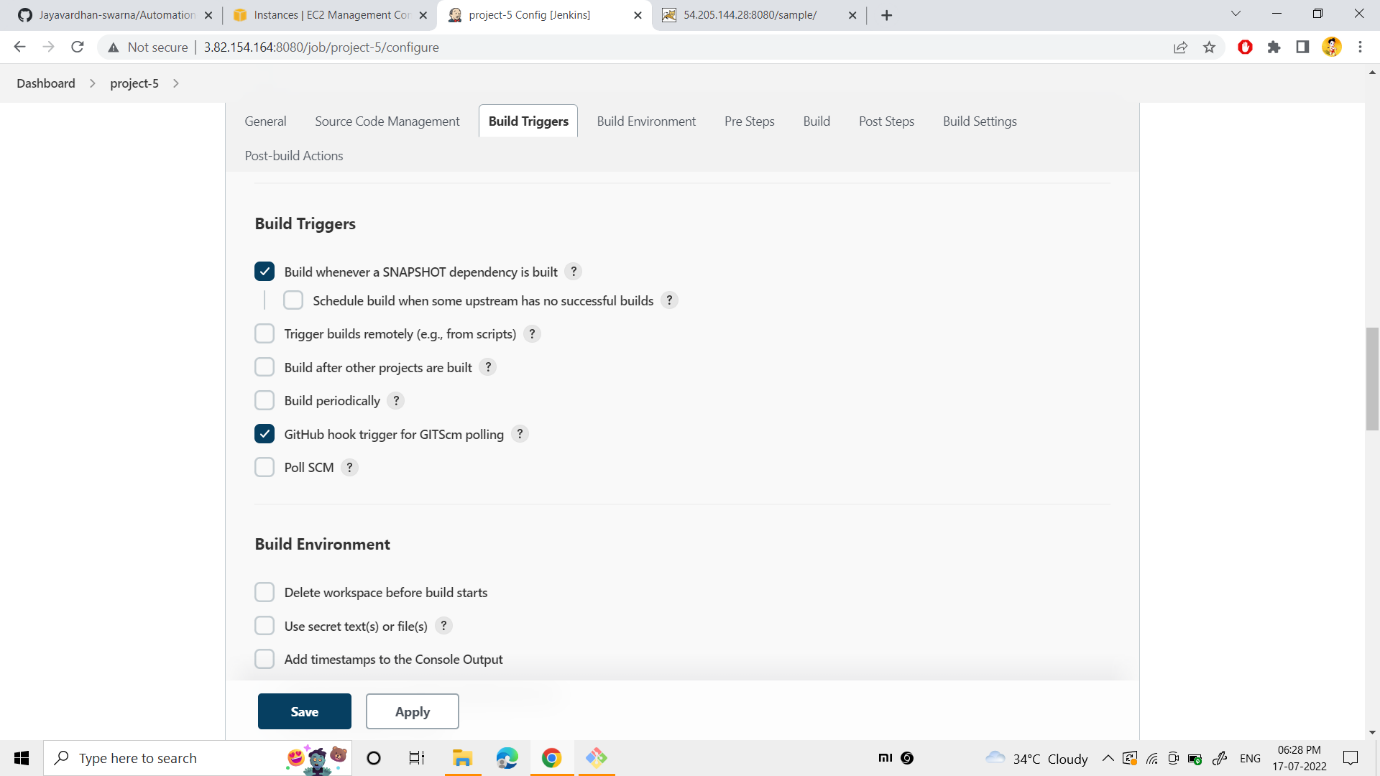 Jayavardhan-swarna/Automation
Instances | EC2 Management Con
project-5 Config [Jenkins]
54.205.144.28:8080/sample/
Not secure
3.82.154.164:8080/job/project-5/configure
Dashboard
project-5
General
Source Code Management
Build Triggers
Build Environment
Pre Steps
Build
Post Steps
Build Settings
Post-build Actions
Build Triggers
Build whenever a SNAPSHOT dependency is built ?
Schedule build when some upstream has no successful builds ?
Trigger builds remotely (e.g., from scripts) ?
Build after other projects are built ?
Build periodically ?
GitHub hook trigger for GITScm polling ?
Poll SCM ?
Build Environment
Delete workspace before build starts
Use secret text(s) or file(s) ?
Add timestamps to the Console Output
Save
Apply
Type here to search
34°C Cloudy
ENG
06:28 PM
17-07-2022